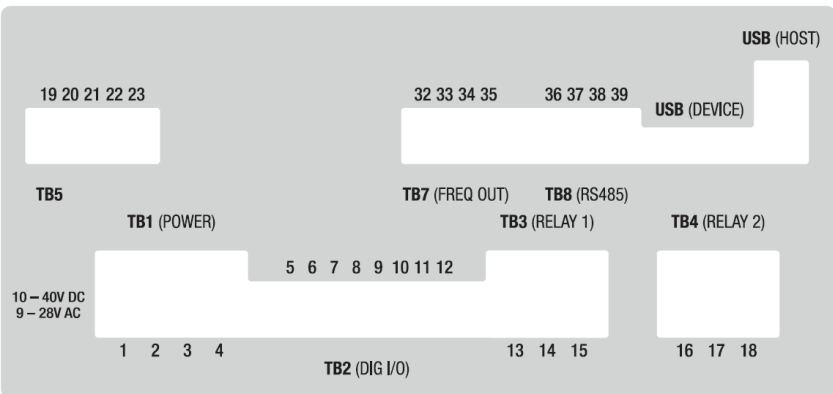 USB (HOST)
19 20 21 22 23
32 33 34 35
36 37 38 39
USB (DEVICE)
TB5
TB7 (FREQ OUT)
TB8 (RS485)
TB1 (POWER)
TB3 (RELAY 1)
TB4 (RELAY 2)
5 6 7 8 9 10 11 12
10 – 40V DC
9 – 28V AC
1 2 3 4
13 14 15
16 17 18
TB2 (DIG I/O)